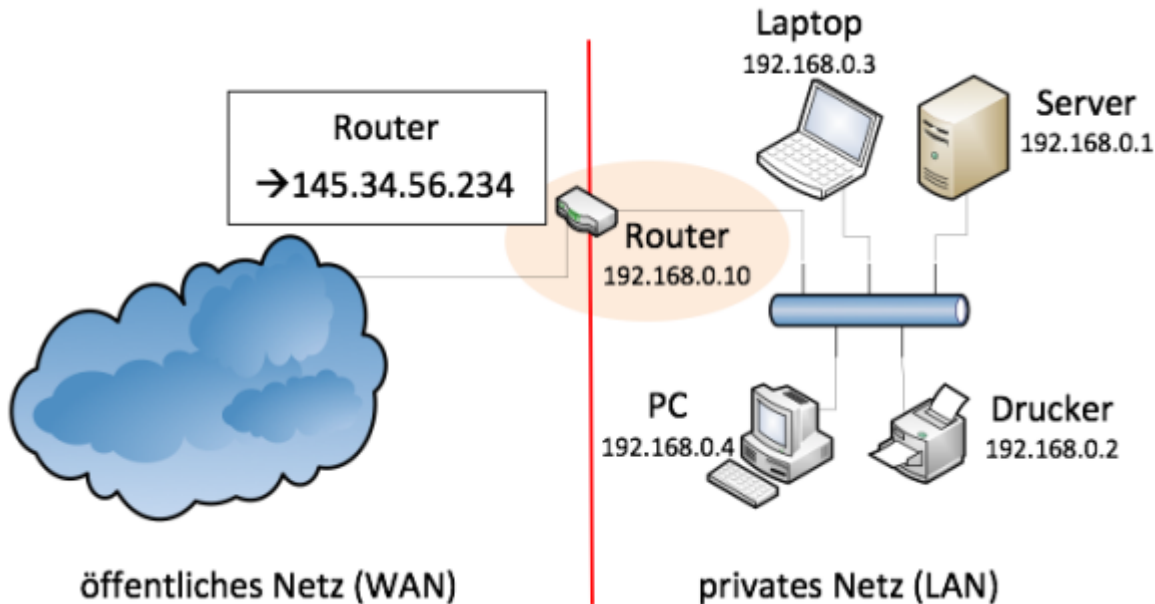 Laptop
192.168.0.3
Server
192.168.0.1
Router
→145.34.56.234
Router
192.168.0.10
PC
192.168.0.4
Drucker
192.168.0.2
öffentliches Netz (WAN)
privates Netz (LAN)